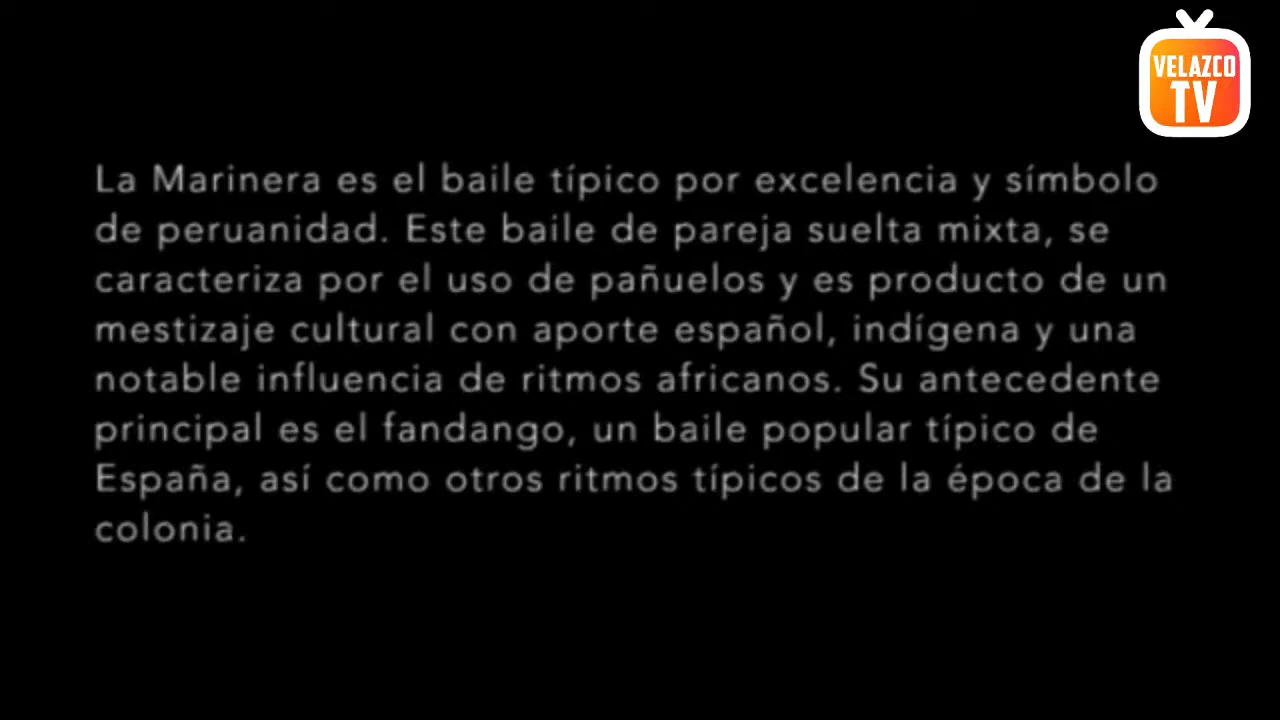 VELAZCO
TV
La Marinera es el baile típico por excelencia y símbolo
de peruanidad. Este baile de pareja suelta mixta, se
caracteriza por el uso de pañuelos y es producto de un
mestizaje cultural con aporte español, indígena y una
notable influencia de ritmos africanos. Su antecedente
principal es el fandango, un baile popular típico de
España, así como otros ritmos típicos de la época de la
colonia.